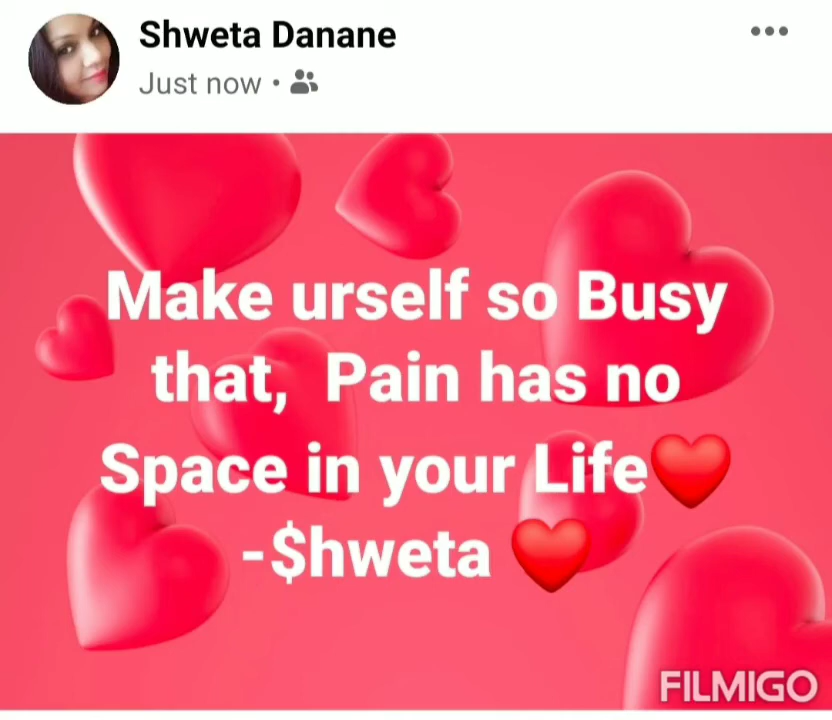 Shweta Danane
Just now •
Make urself so Busy
that, Pain has no
Space in your Life❤️
-$hweta ❤️
FILMIGO